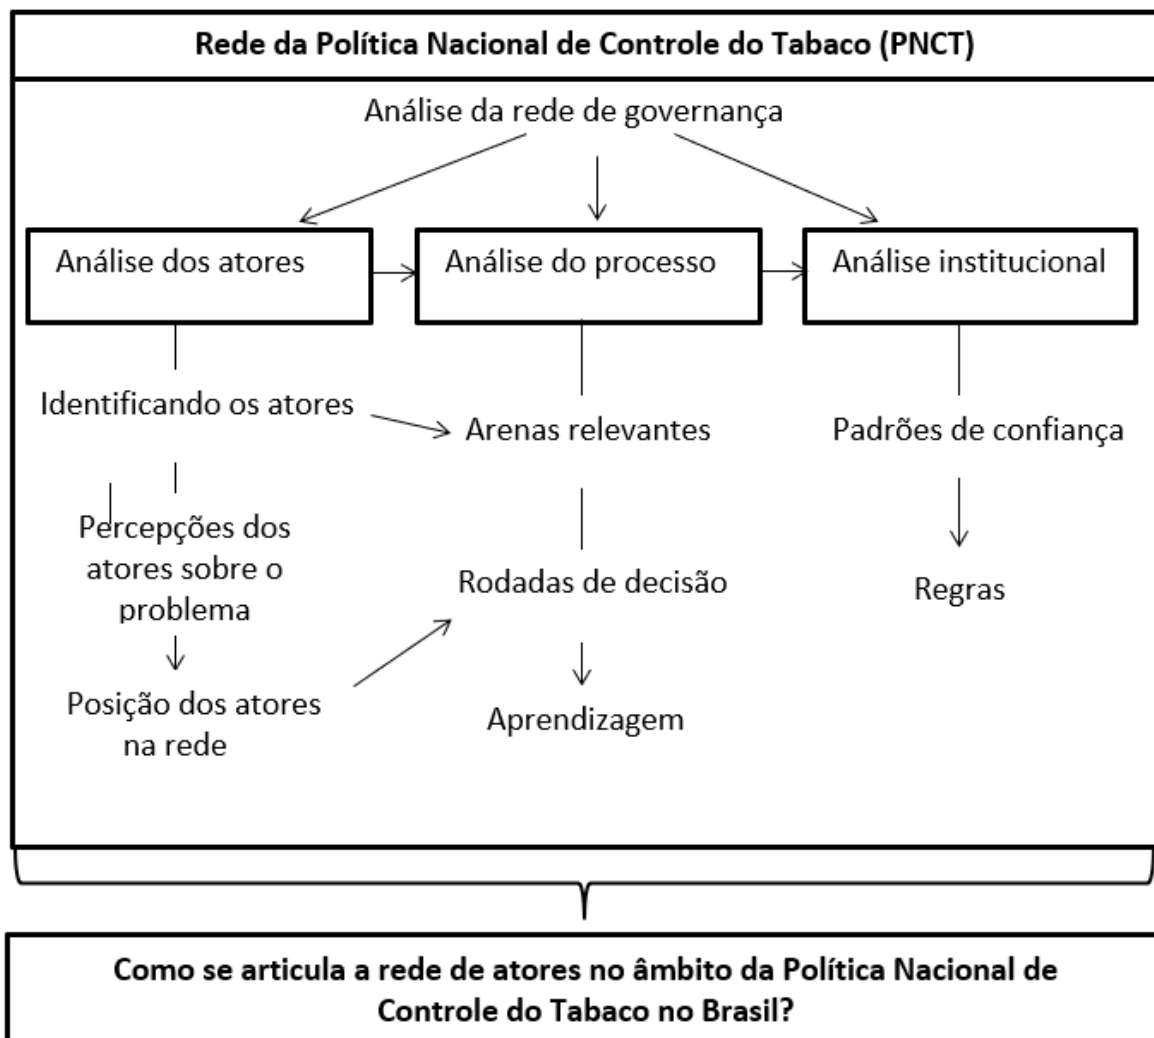 Rede da Política Nacional de Controle do Tabaco (PNCT)
Análise da rede de governança
Análise dos atores
Análise do processo
Análise institucional
Identificando os atores
Arenas relevantes
Padrões de confiança
Percepções dos
atores sobre o
problema
Rodadas de decisão
Regras
Posição dos atores
na rede
Aprendizagem
Como se articula a rede de atores no âmbito da Política Nacional de
Controle do Tabaco no Brasil?